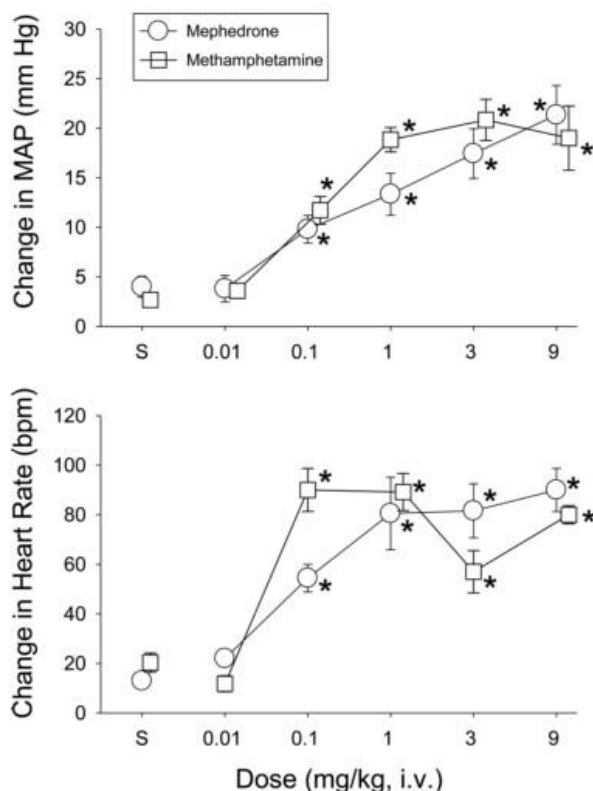 Mephedrone
Methamphetamine
Change in MAP (mm Hg)
30
25
20
15
10
5
0
* * * * * * * *
S 0.01 0.1 1 3 9
Change in Heart Rate (bpm)
120
100
80
60
40
20
0
* * * * * * * *
S 0.01 0.1 1 3 9
Dose (mg/kg, i.v.)